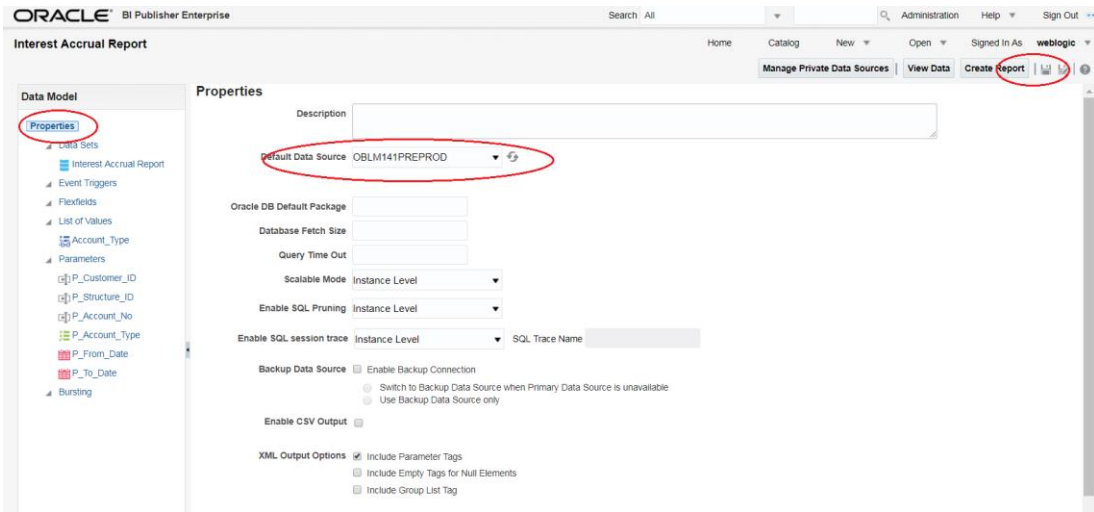 ORACLE BI Publisher Enterprise Search All Administration Help Sign Out
Interest Accrual Report Home Catalog New Open Signed In As weblogic
Manage Private Data Sources View Data Create Report
Data Model
Properties
Data Sets
Interest Accrual Report
Event Triggers
Flexfields
List of Values
Account_Type
Parameters
P_Customer_ID
P_Structure_ID
P_Account_No
P_Account_Type
P_From_Date
P_To_Date
Bursting
Properties
Description
Default Data Source OBLM141PREPROD
Oracle DB Default Package
Database Fetch Size
Query Time Out
Scalable Mode Instance Level
Enable SQL Pruning Instance Level
Enable SQL session trace Instance Level SQL Trace Name
Backup Data Source Enable Backup Connection
Switch to Backup Data Source when Primary Data Source is unavailable
Use Backup Data Source only
Enable CSV Output
XML Output Options Include Parameter Tags
Include Empty Tags for Null Elements
Include Group List Tag